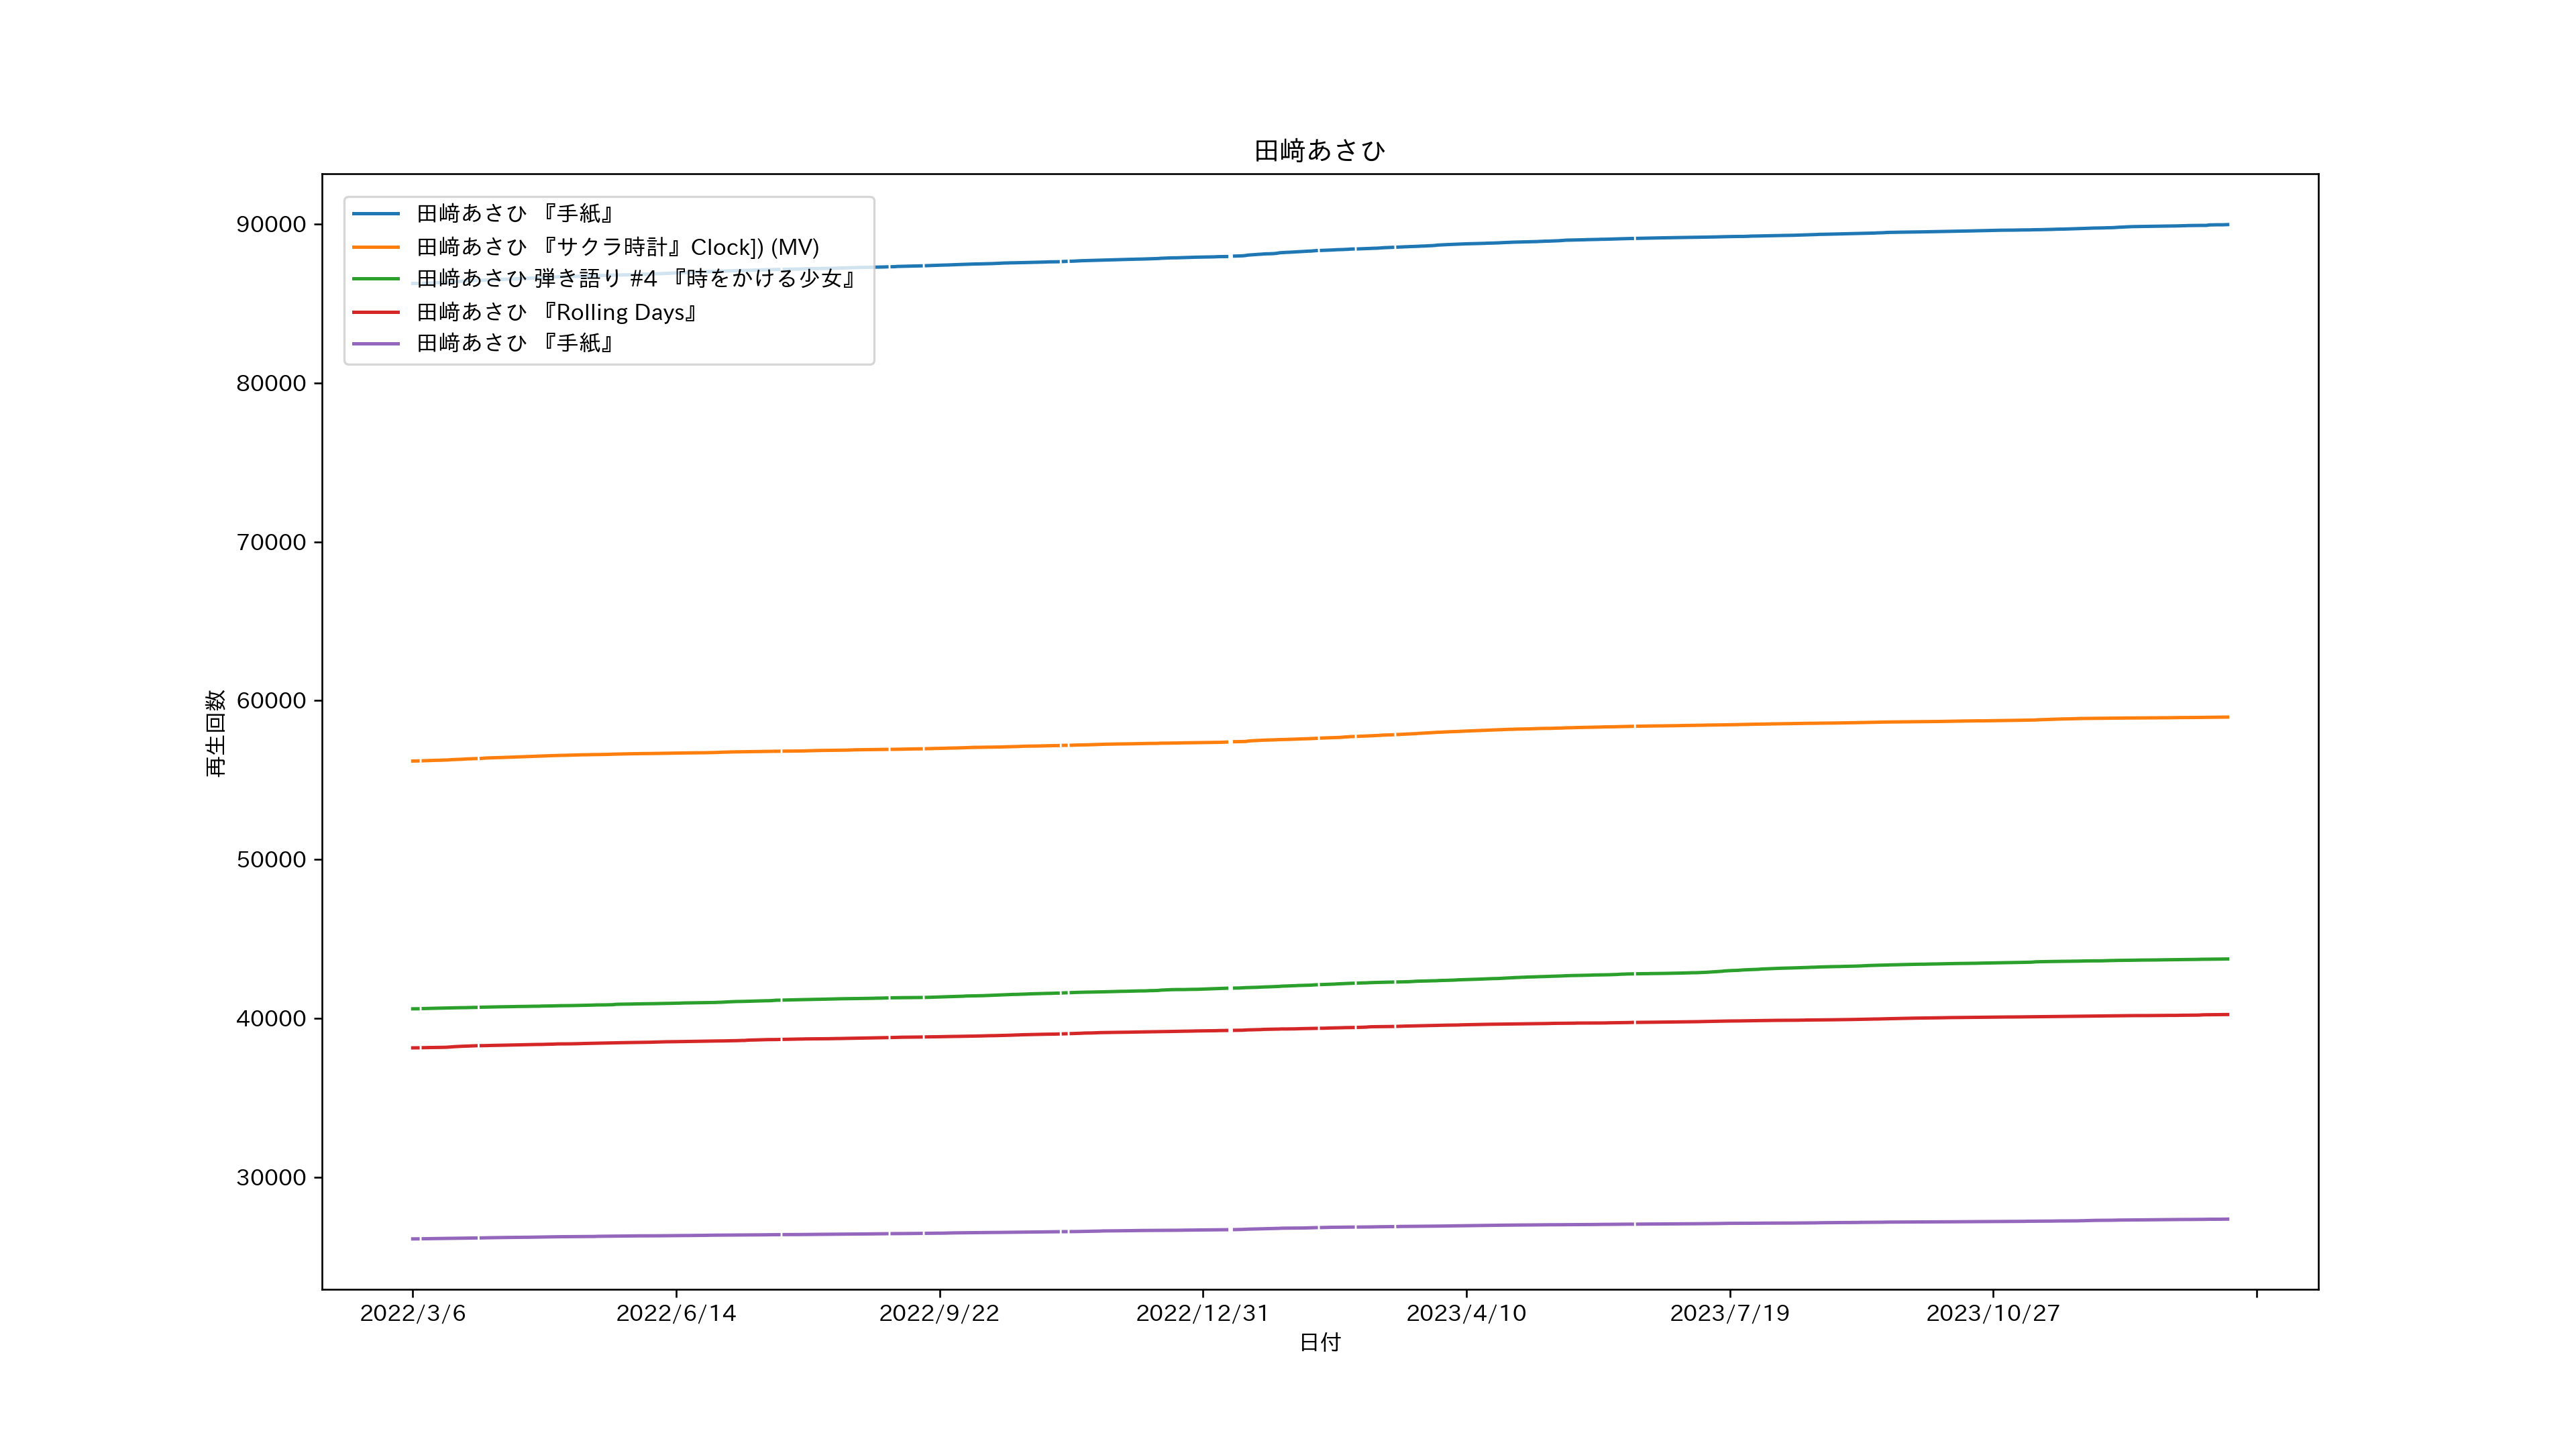 田﨑あさひ
田﨑あさひ 『手紙』
田﨑あさひ 『サクラ時計』Clock]) (MV)
田﨑あさひ 弾き語り #4 『時をかける少女』
田﨑あさひ 『Rolling Days』
田﨑あさひ 『手紙』
90000
80000
70000
60000
50000
40000
30000
再生回数
2022/3/6 2022/6/14 2022/9/22 2022/12/31 2023/4/10 2023/7/19 2023/10/27
日付